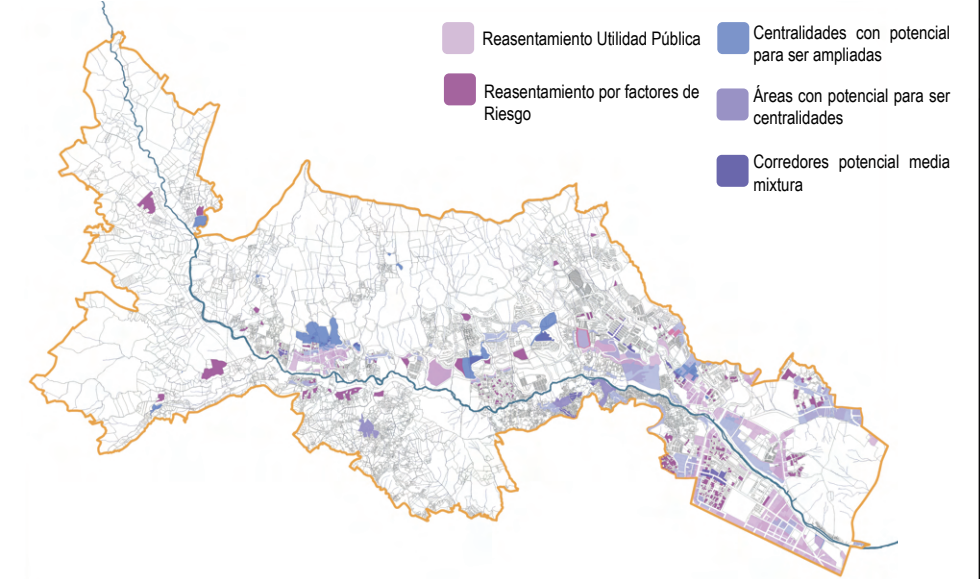 Reasentamiento Utilidad Pública
Reasentamiento por factores de
Riesgo
Centralidades con potencial
para ser ampliadas
Áreas con potencial para ser
centralidades
Corredores potencial media
mixtura